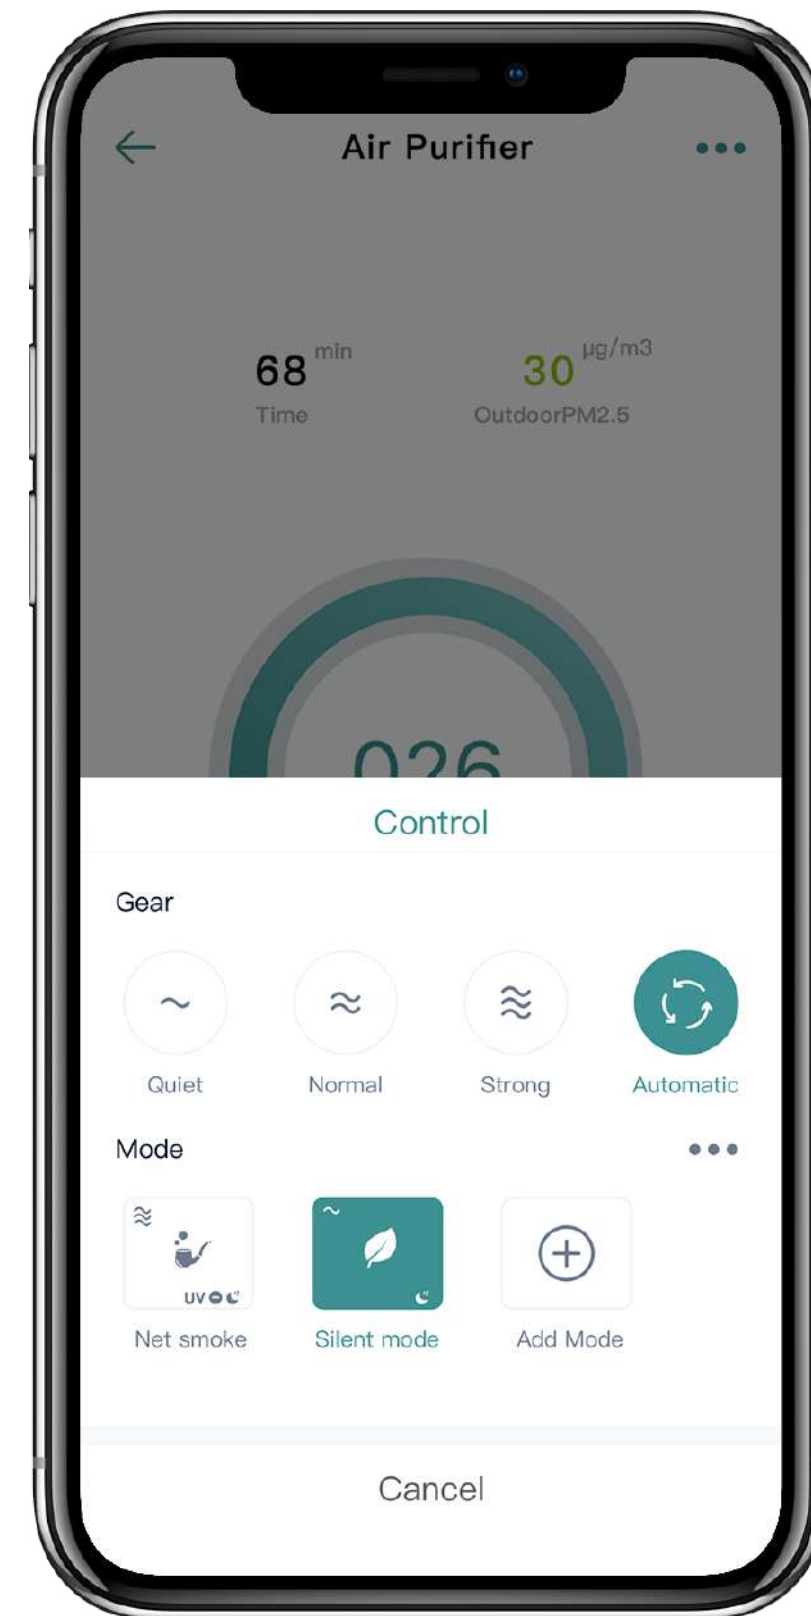 Air Purifier
68 min
30 µg/m3
Time
OutdoorPM2.5
026
Control
Gear
Quiet
Normal
Strong
Automatic
Mode
UV
Net smoke
Silent mode
Add Mode
Cancel